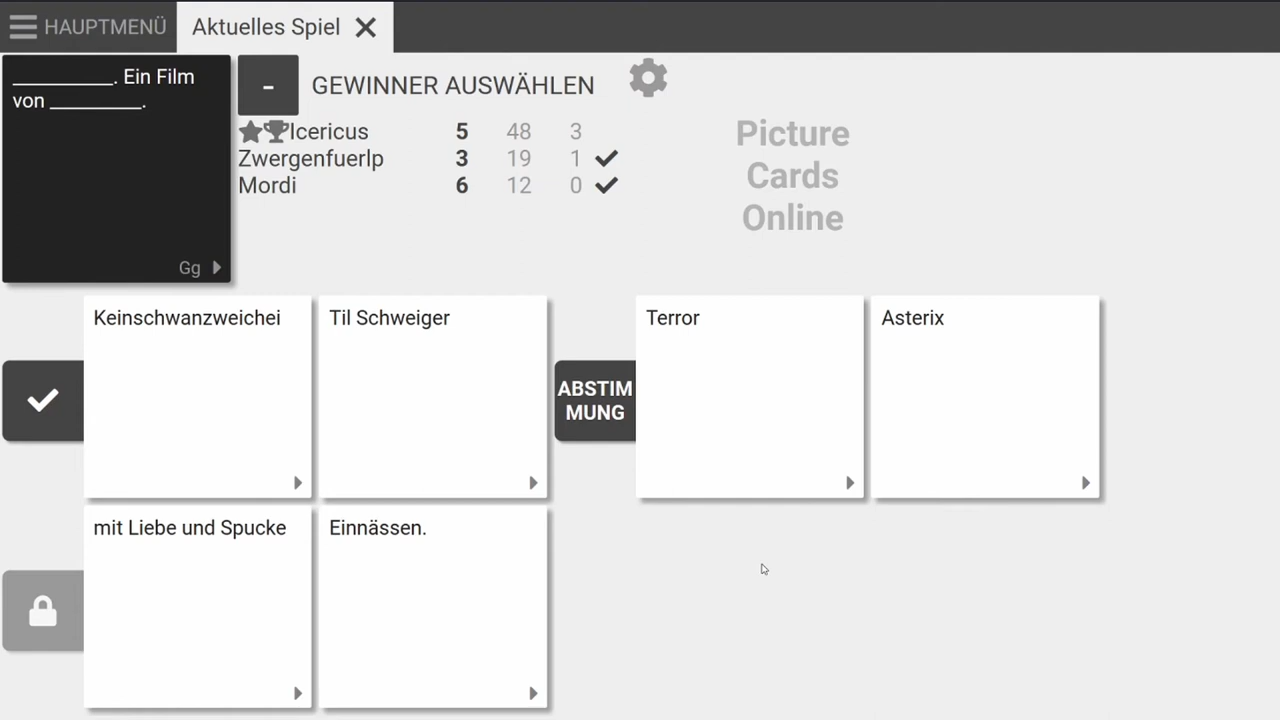 HAUPTMENÜ
Aktuelles Spiel
_________. Ein Film
von ________.
Gg
-
GEWINNER AUSWÄHLEN
Icericus 5 48 3
Zwergenfuerlp 3 19 1
Mordi 6 12 0
Picture
Cards
Online
Keinschwanzweichei
Til Schweiger
ABSTIM
MUNG
Terror
Asterix
mit Liebe und Spucke
Einnässen.